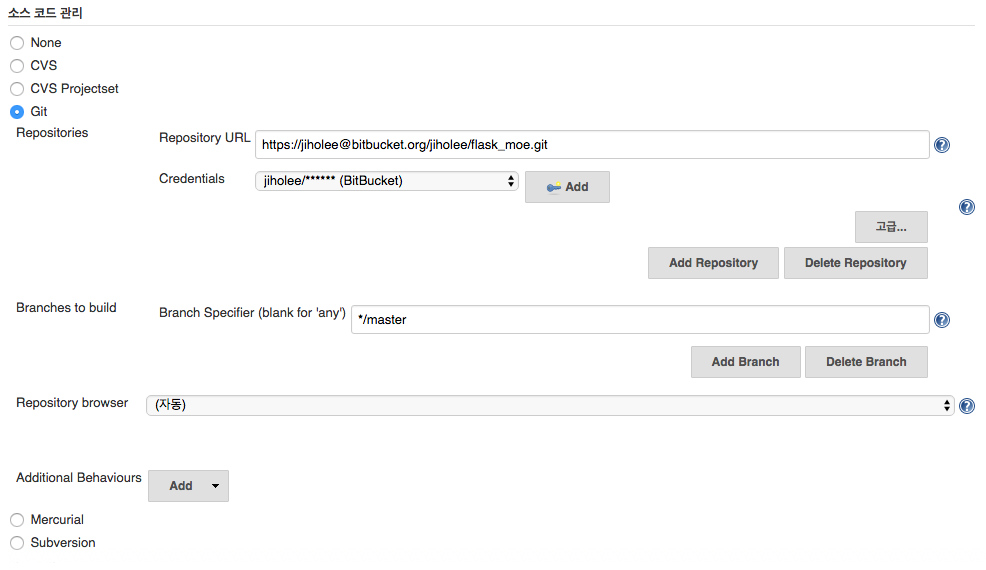 소스 코드 관리
None
CVS
CVS Projectset
Git
Repositories
Repository URL https://jiholee@bitbucket.org/jiholee/flask_moe.git
Credentials jiholee/****** (BitBucket) Add
고급...
Add Repository Delete Repository
Branches to build Branch Specifier (blank for 'any') */master
Add Branch Delete Branch
Repository browser (자동)
Additional Behaviours Add
Mercurial
Subversion